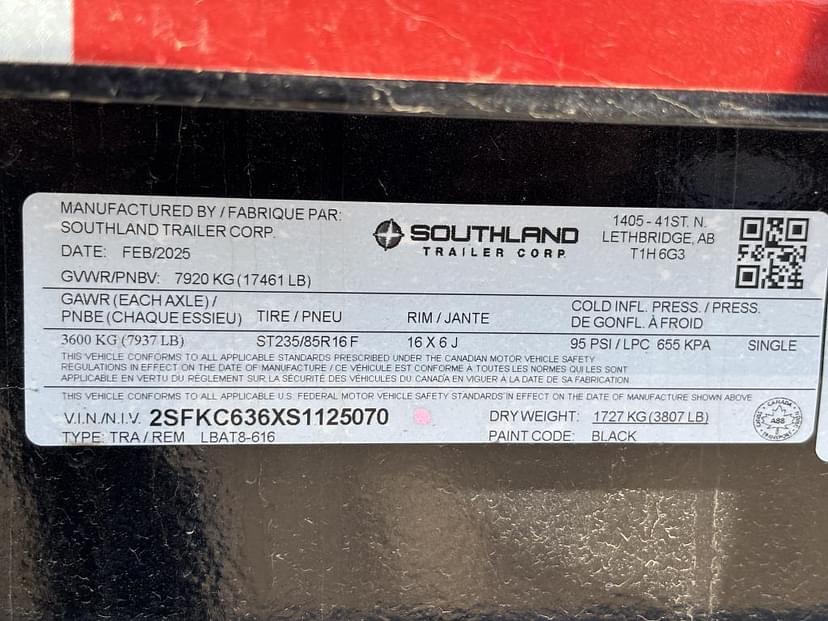 MANUFACTURED BY / FABRIQUE PAR:
SOUTHLAND TRAILER CORP.
DATE: FEB/2025
GVWR/PNBV: 7920 KG (17461 LB)
SOUTHLAND
TRAILER CORP.
1405 - 41ST. N.
LETHBRIDGE, AB
T1H 6G3
GAWR (EACH AXLE) /
PNBE (CHAQUE ESSIEU) TIRE / PNEU RIM / JANTE
COLD INFL. PRESS. / PRESS.
DE GONFL. À FROID
3600 KG (7937 LB) ST235/85R16 F 16 X 6 J 95 PSI / LPC 655 KPA SINGLE
THIS VEHICLE CONFORMS TO ALL APPLICABLE STANDARDS PRESCRIBED UNDER THE CANADIAN MOTOR VEHICLE SAFETY
REGULATIONS IN EFFECT ON THE DATE OF MANUFACTURE / CE VÉHICULE EST CONFORME À TOUTES LES NORMES QUI LUI SONT
APPLICABLE EN VERTU DU RÈGLEMENT SUR LA SÉCURITÉ DES VÉHICULES DU CANADA EN VIGUER À LA DATE DE SA FABRICATION
THIS VEHICLE CONFORMS TO ALL APPLICABLE U.S. FEDERAL MOTOR VEHICLE SAFETY STANDARDS IN EFFECT ON THE DATE OF MANUFACTURE SHOWN ABOVE
V.I.N./N.I.V. 2SFKC636XS1125070 DRY WEIGHT: 1727 KG (3807 LB)
TYPE: TRA / REM LBAT8-616 PAINT CODE: BLACK
CANADA
TRANSPORT